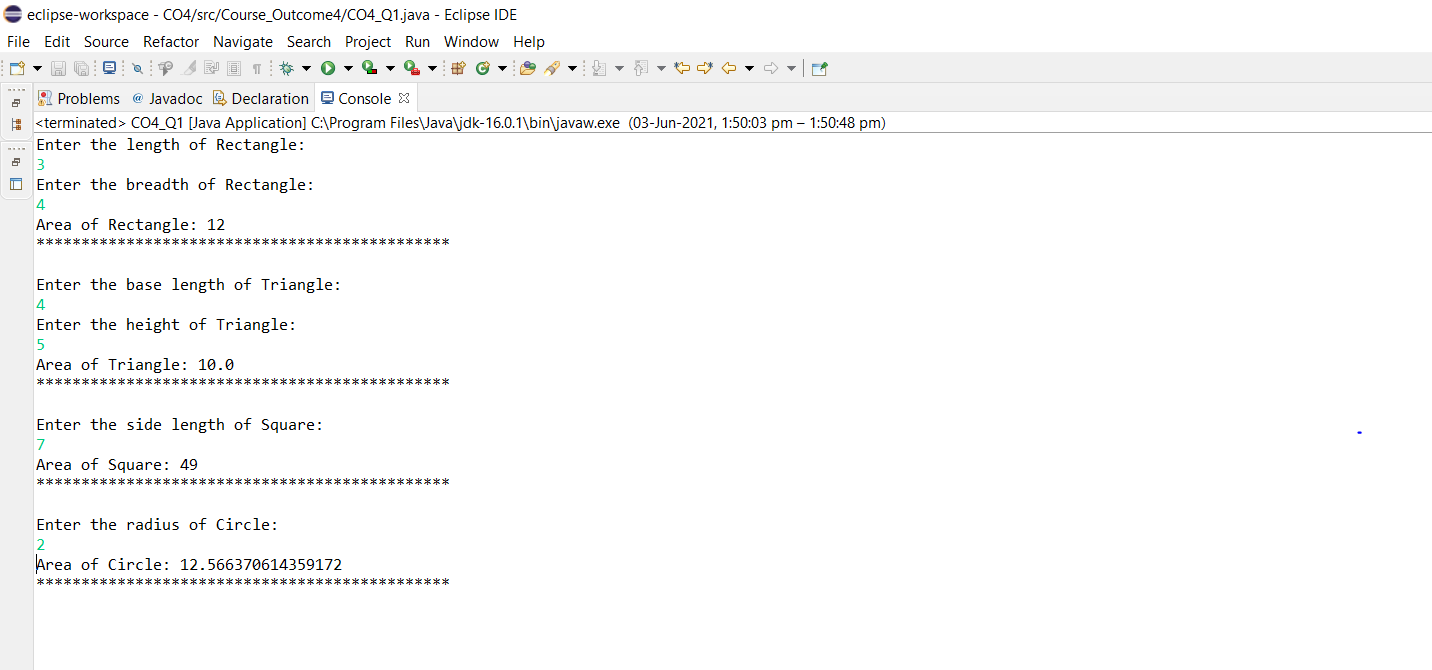 eclipse-workspace - CO4/src/Course_Outcome4/CO4_Q1.java - Eclipse IDE
File Edit Source Refactor Navigate Search Project Run Window Help
Problems @ Javadoc Declaration Console
<terminated> CO4_Q1 [Java Application] C:\Program Files\Java\jdk-16.0.1\bin\javaw.exe (03-Jun-2021, 1:50:03 pm – 1:50:48 pm)
Enter the length of Rectangle:
3
Enter the breadth of Rectangle:
4
Area of Rectangle: 12
**********************************************
Enter the base length of Triangle:
4
Enter the height of Triangle:
5
Area of Triangle: 10.0
**********************************************
Enter the side length of Square:
7
Area of Square: 49
**********************************************
Enter the radius of Circle:
2
Area of Circle: 12.566370614359172
**********************************************